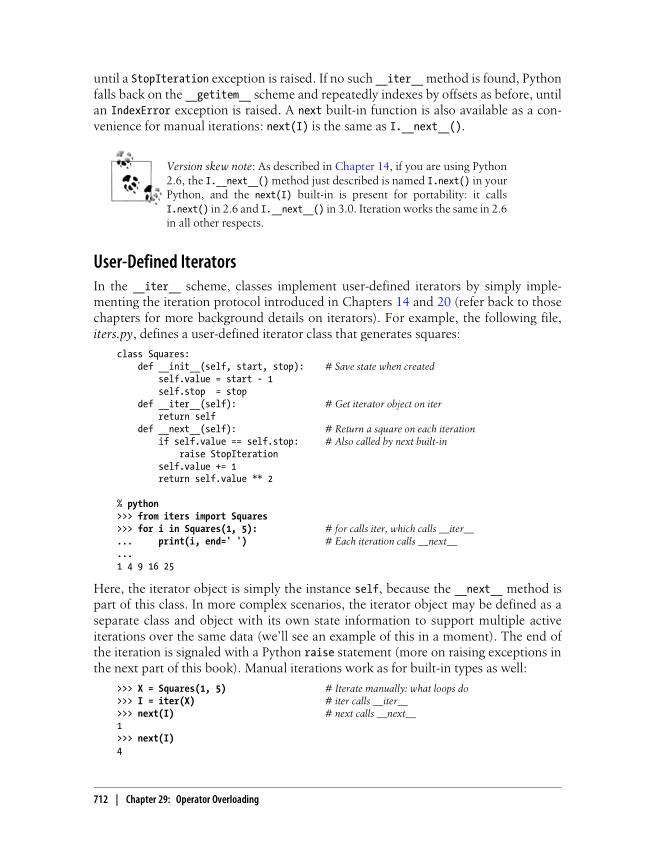 until a StopIteration exception is raised. If no such __iter__ method is found, Python
falls back on the __getitem__ scheme and repeatedly indexes by offsets as before, until
an IndexError exception is raised. A next built-in function is also available as a con-
venience for manual iterations: next(I) is the same as I.__next__().
Version skew note: As described in Chapter 14, if you are using Python
2.6, the I.__next__() method just described is named I.next() in your
Python, and the next(I) built-in is present for portability: it calls
I.next() in 2.6 and I.__next__() in 3.0. Iteration works the same in 2.6
in all other respects.
User-Defined Iterators
In the __iter__ scheme, classes implement user-defined iterators by simply imple-
menting the iteration protocol introduced in Chapters 14 and 20 (refer back to those
chapters for more background details on iterators). For example, the following file,
iters.py, defines a user-defined iterator class that generates squares:
class Squares:
    def __init__(self, start, stop):    # Save state when created
        self.value = start - 1
        self.stop  = stop
    def __iter__(self):                 # Get iterator object on iter
        return self
    def __next__(self):                 # Return a square on each iteration
        if self.value == self.stop:     # Also called by next built-in
            raise StopIteration
        self.value += 1
        return self.value ** 2
% python
>>> from iters import Squares
>>> for i in Squares(1, 5):             # for calls iter, which calls __iter__
...     print(i, end=' ')               # Each iteration calls __next__
...
1 4 9 16 25
Here, the iterator object is simply the instance self, because the __next__ method is
part of this class. In more complex scenarios, the iterator object may be defined as a
separate class and object with its own state information to support multiple active
iterations over the same data (we'll see an example of this in a moment). The end of
the iteration is signaled with a Python raise statement (more on raising exceptions in
the next part of this book). Manual iterations work as for built-in types as well:
>>> X = Squares(1, 5)                   # Iterate manually: what loops do
>>> I = iter(X)                         # iter calls __iter__
>>> next(I)                             # next calls __next__
1
>>> next(I)
4
712 | Chapter 29: Operator Overloading